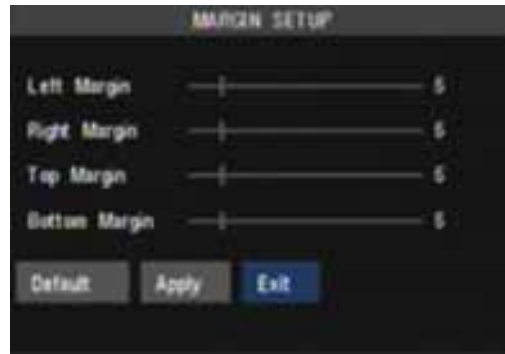 MARGIN SETUP
Left Margin 5
Right Margin 5
Top Margin 5
Bottom Margin 5
Default Apply Exit